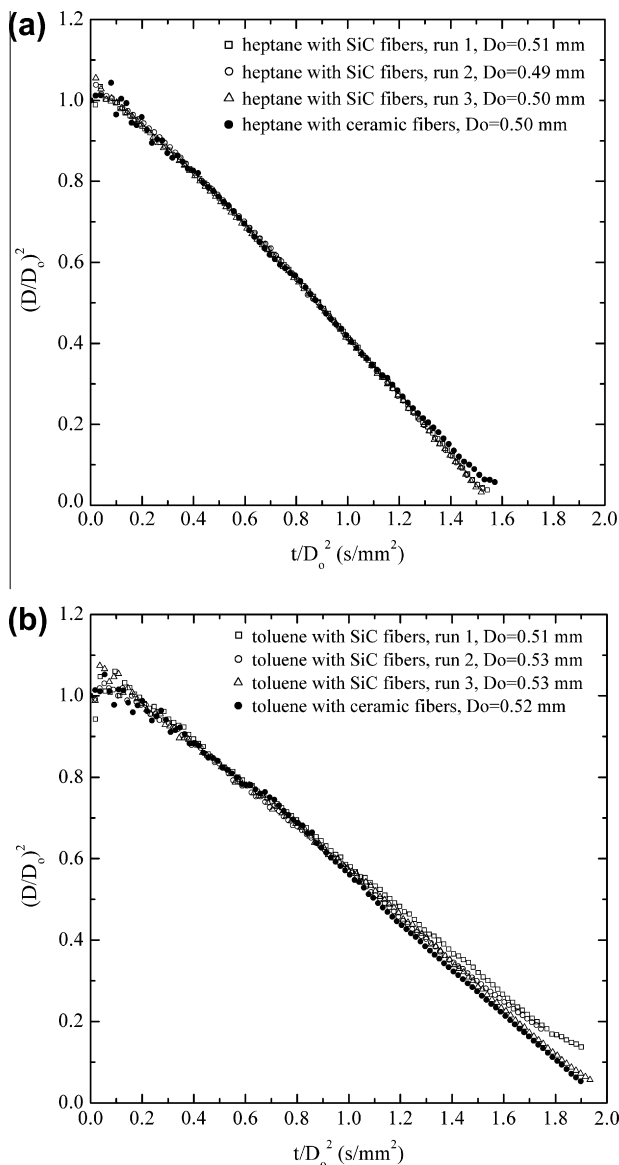 (a)
heptane with SiC fibers, run 1, Do=0.51 mm
heptane with SiC fibers, run 2, Do=0.49 mm
heptane with SiC fibers, run 3, Do=0.50 mm
heptane with ceramic fibers, Do=0.50 mm
1.2
1.0
0.8
0.6
0.4
0.2
0.0
(D/Do)²
0.0 0.2 0.4 0.6 0.8 1.0 1.2 1.4 1.6 1.8 2.0
t/Do² (s/mm²)
(b)
toluene with SiC fibers, run 1, Do=0.51 mm
toluene with SiC fibers, run 2, Do=0.53 mm
toluene with SiC fibers, run 3, Do=0.53 mm
toluene with ceramic fibers, Do=0.52 mm
1.2
1.0
0.8
0.6
0.4
0.2
0.0
(D/Do)²
0.0 0.2 0.4 0.6 0.8 1.0 1.2 1.4 1.6 1.8 2.0
t/Do² (s/mm²)